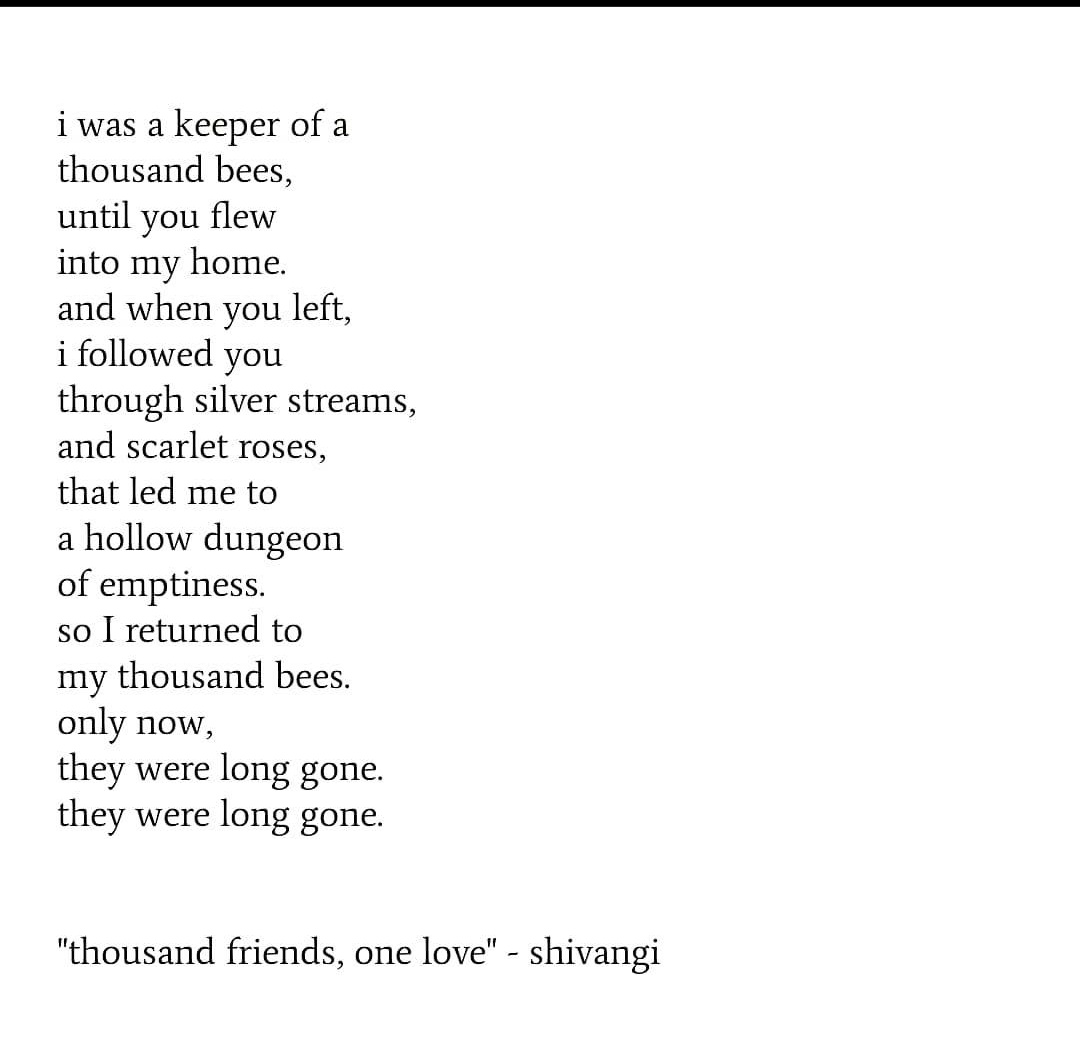 i was a keeper of a
thousand bees,
until you flew
into my home.
and when you left,
i followed you
through silver streams,
and scarlet roses,
that led me to
a hollow dungeon
of emptiness.
so I returned to
my thousand bees.
only now,
they were long gone.
they were long gone.
"thousand friends, one love" - shivangi